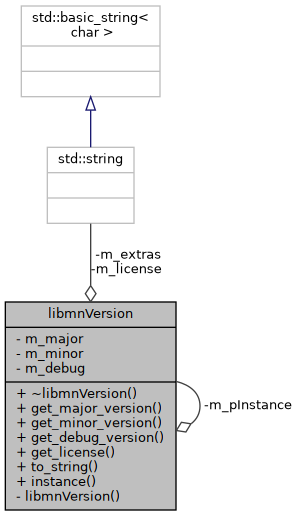 std::basic_string<
char >
std::string
-m_extras
-m_license
libmnVersion
- m_major
- m_minor
- m_debug
+ ~libmnVersion()
+ get_major_version()
+ get_minor_version()
+ get_debug_version()
+ get_license()
+ to_string()
+ instance()
- libmnVersion()
-m_pInstance